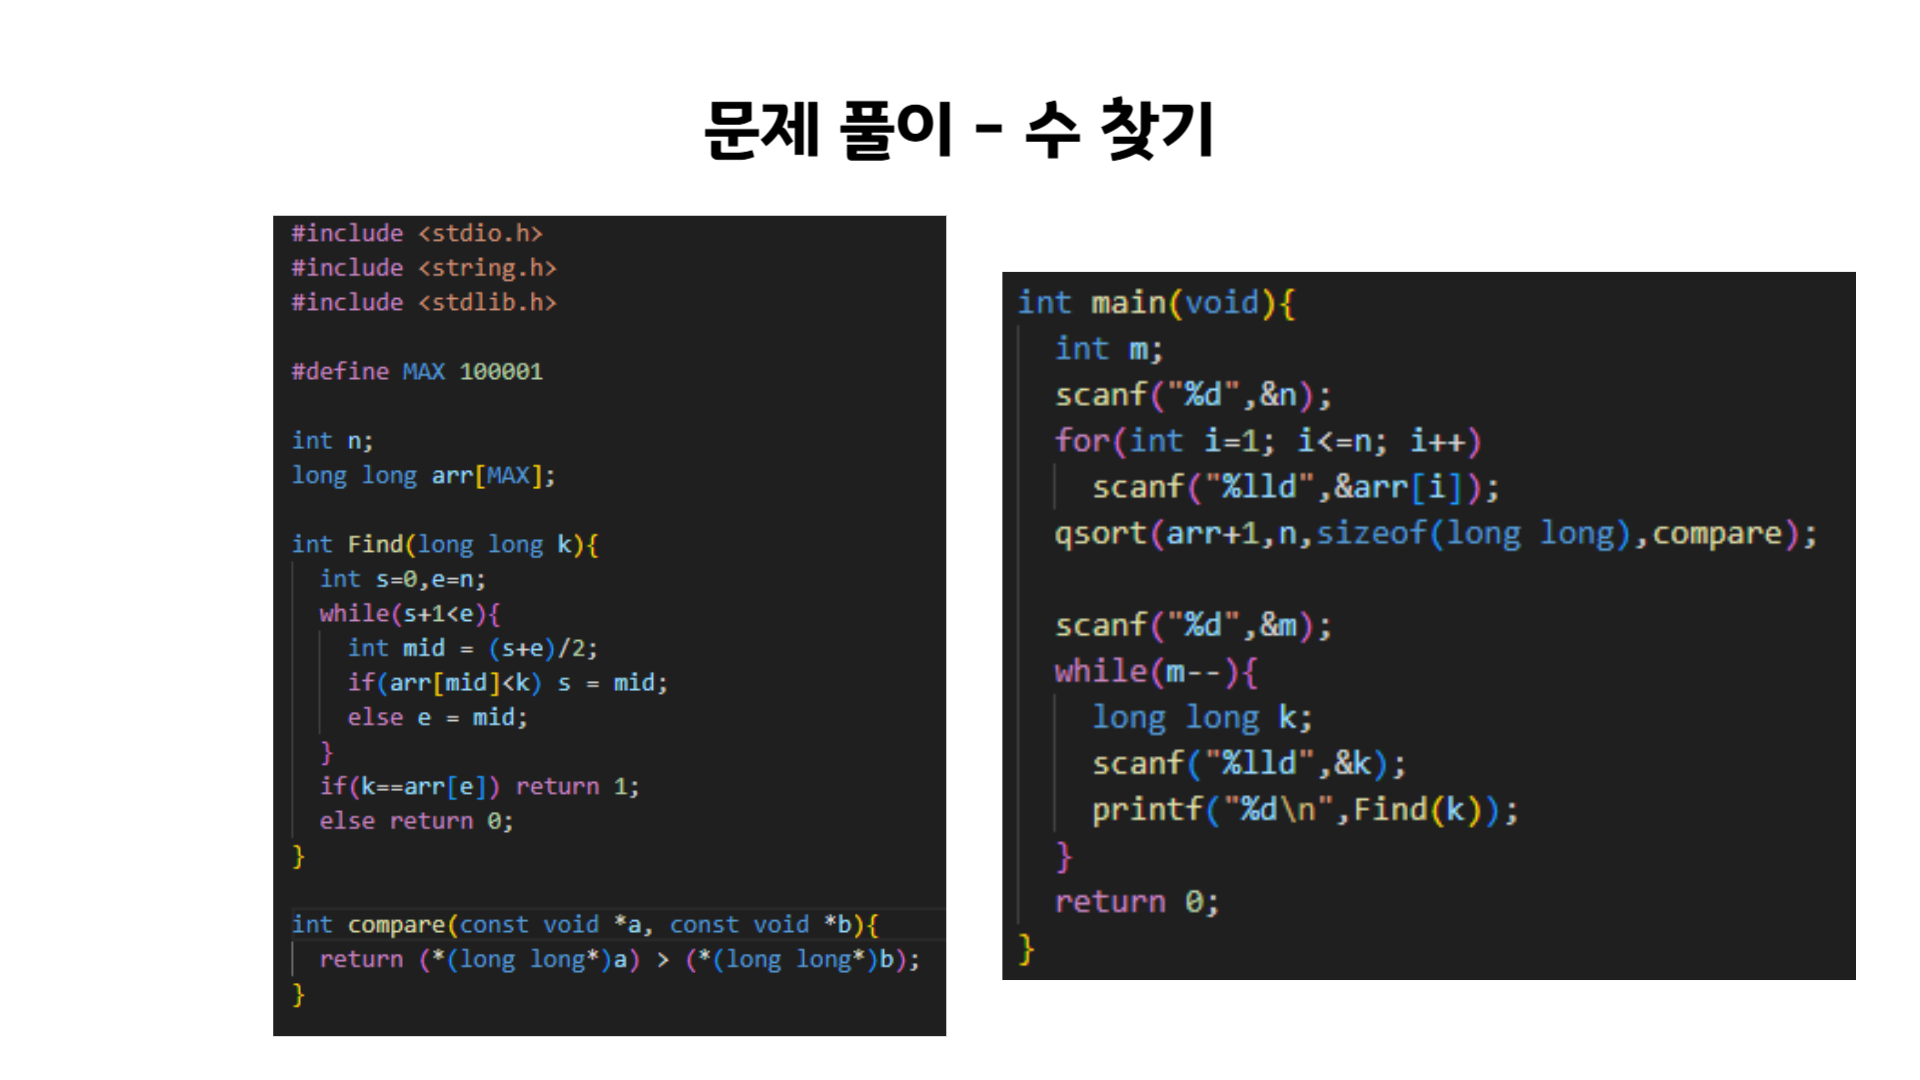 문제 풀이 - 수 찾기
#include <stdio.h>
#include <string.h>
#include <stdlib.h>
#define MAX 100001
int n;
long long arr[MAX];
int Find(long long k){
int s=0,e=n;
while(s+1<e){
int mid = (s+e)/2;
if(arr[mid]<k) s = mid;
else e = mid;
}
if(k==arr[e]) return 1;
else return 0;
}
int compare(const void *a, const void *b){
return (*(long long*)a) > (*(long long*)b);
}
int main(void){
int m;
scanf("%d",&n);
for(int i=1; i<=n; i++)
scanf("%lld",&arr[i]);
qsort(arr+1,n,sizeof(long long),compare);
scanf("%d",&m);
while(m--){
long long k;
scanf("%lld",&k);
printf("%d\n",Find(k));
}
return 0;
}